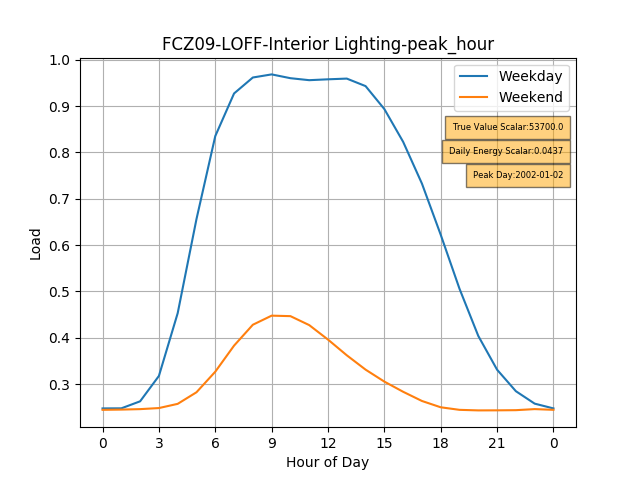 FCZ09-LOFF-Interior Lighting-peak_hour
1.0
0.9
0.8
0.7
0.6
0.5
0.4
0.3
Load
Weekday
Weekend
True Value Scalar:53700.0
Daily Energy Scalar:0.0437
Peak Day:2002-01-02
0 3 6 9 12 15 18 21 0
Hour of Day